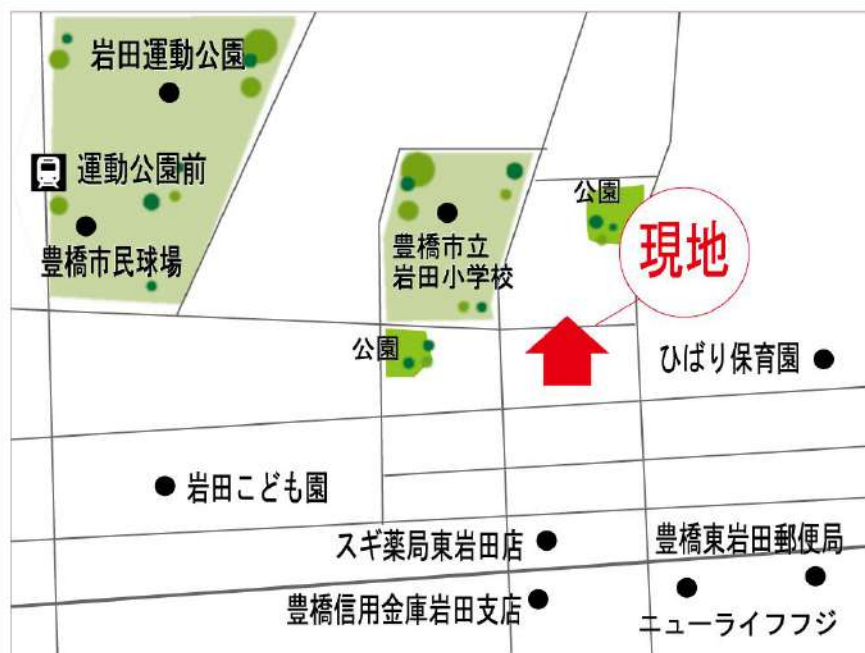 岩田運動公園
運動公園前
豊橋市民球場
豊橋市立
岩田小学校
公園
現地
公園
ひばり保育園
岩田こども園
スギ薬局東岩田店
豊橋東岩田郵便局
豊橋信用金庫岩田支店
ニューライフフジ